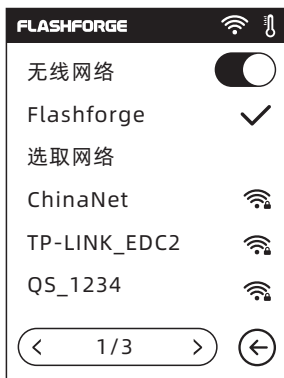 FLASHFORGE
无线网络
Flashforge
选取网络
ChinaNet
TP-LINK_EDC2
QS_1234
1/3